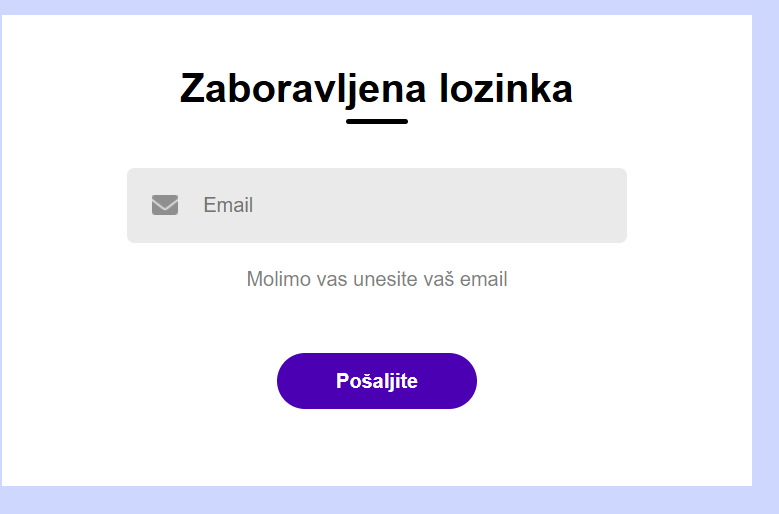 Zaboravljena lozinka
Email
Molimo vas unesite vaš email
Pošaljite